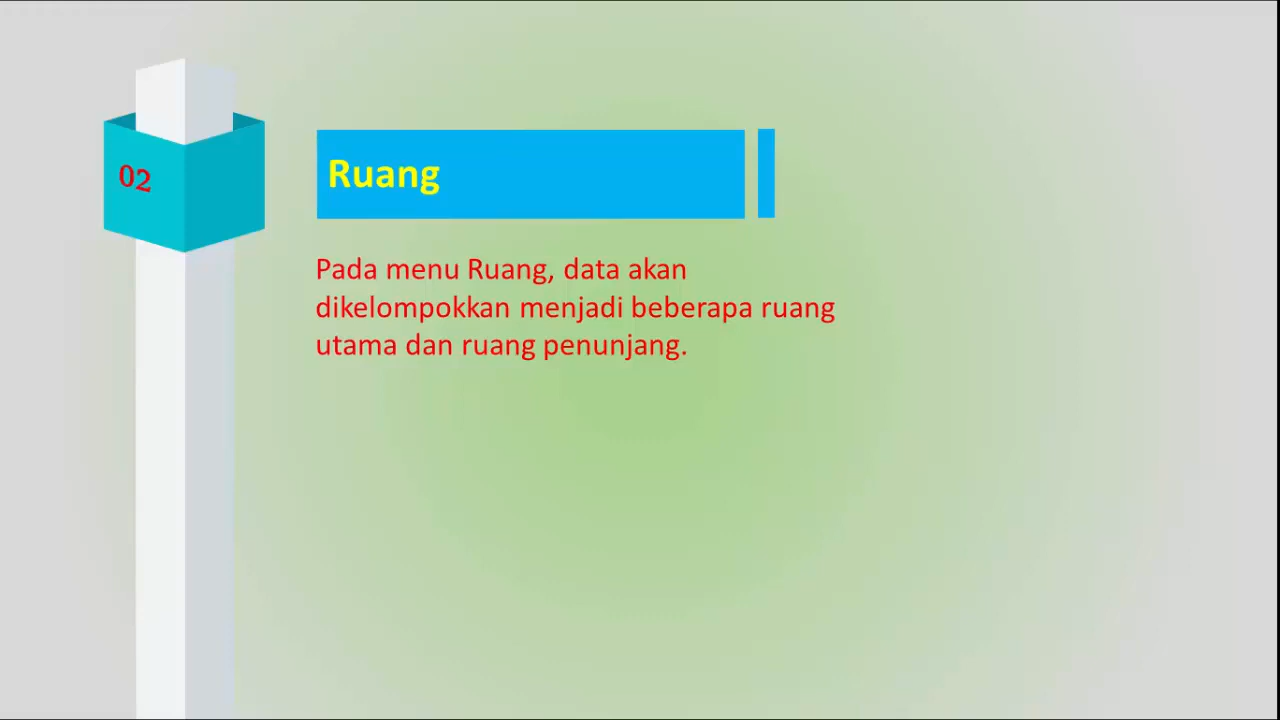 02
Ruang
Pada menu Ruang, data akan
dikelompokkan menjadi beberapa ruang
utama dan ruang penunjang.